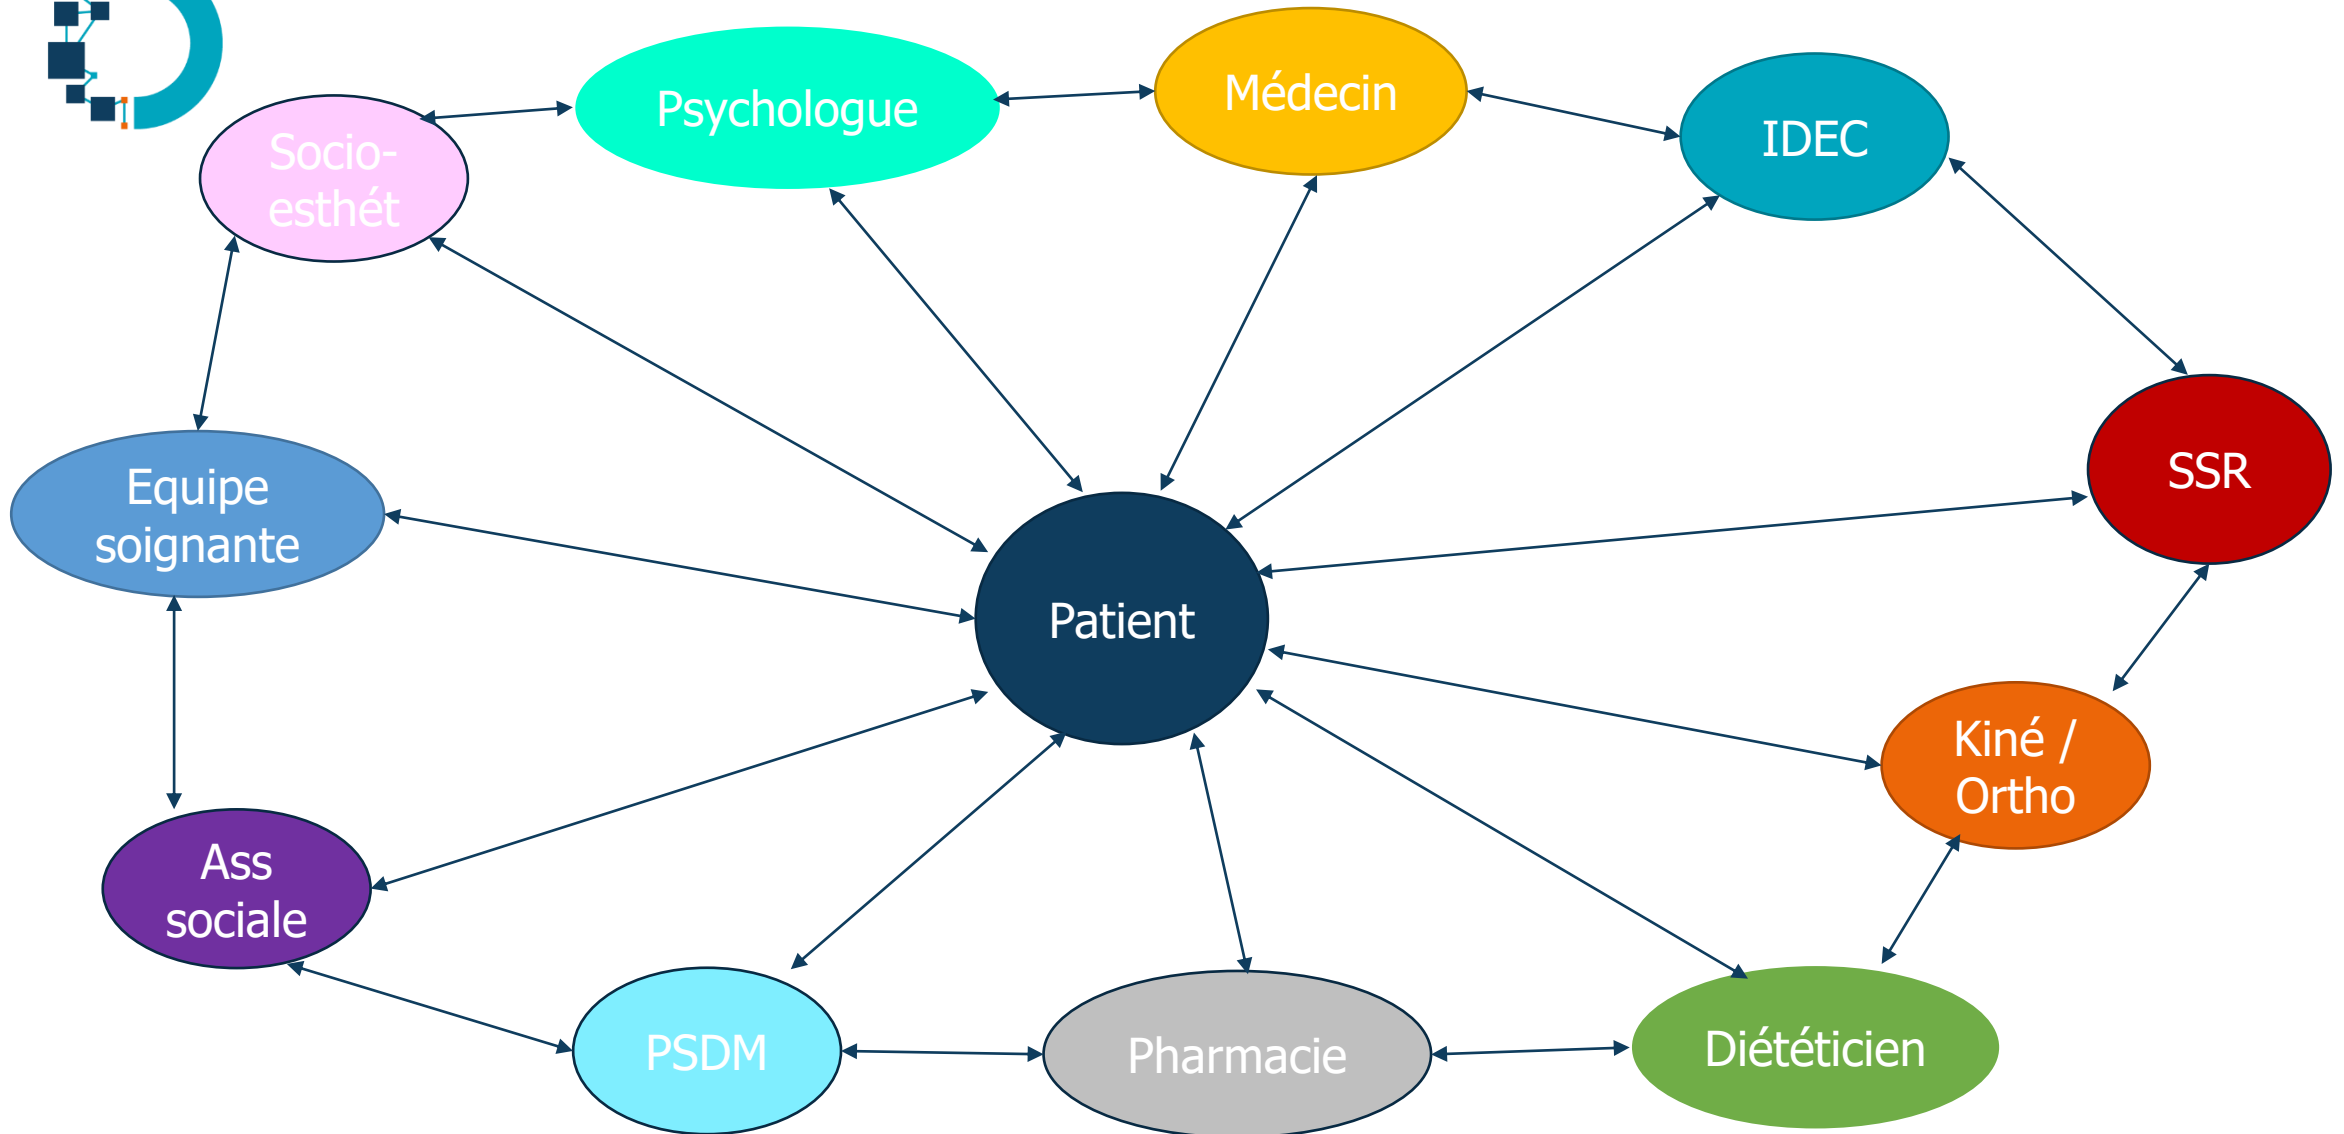 Psychologue
Médecin
IDEC
Socio-
esthét
SSR
Equipe
soignante
Patient
Kiné /
Ortho
Ass
sociale
PSDM
Pharmacie
Diététicien